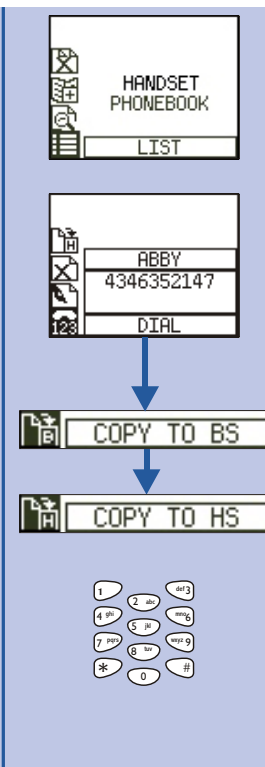 HANDSET
PHONEBOOK
LIST
H
ABBY
4346352147
123
DIAL
B
COPY TO BS
H
COPY TO HS
1
2 abc
def 3
4 ghi
5 jkl
mno 6
7 pqrs
8 tuv
wxyz 9
*
0
#